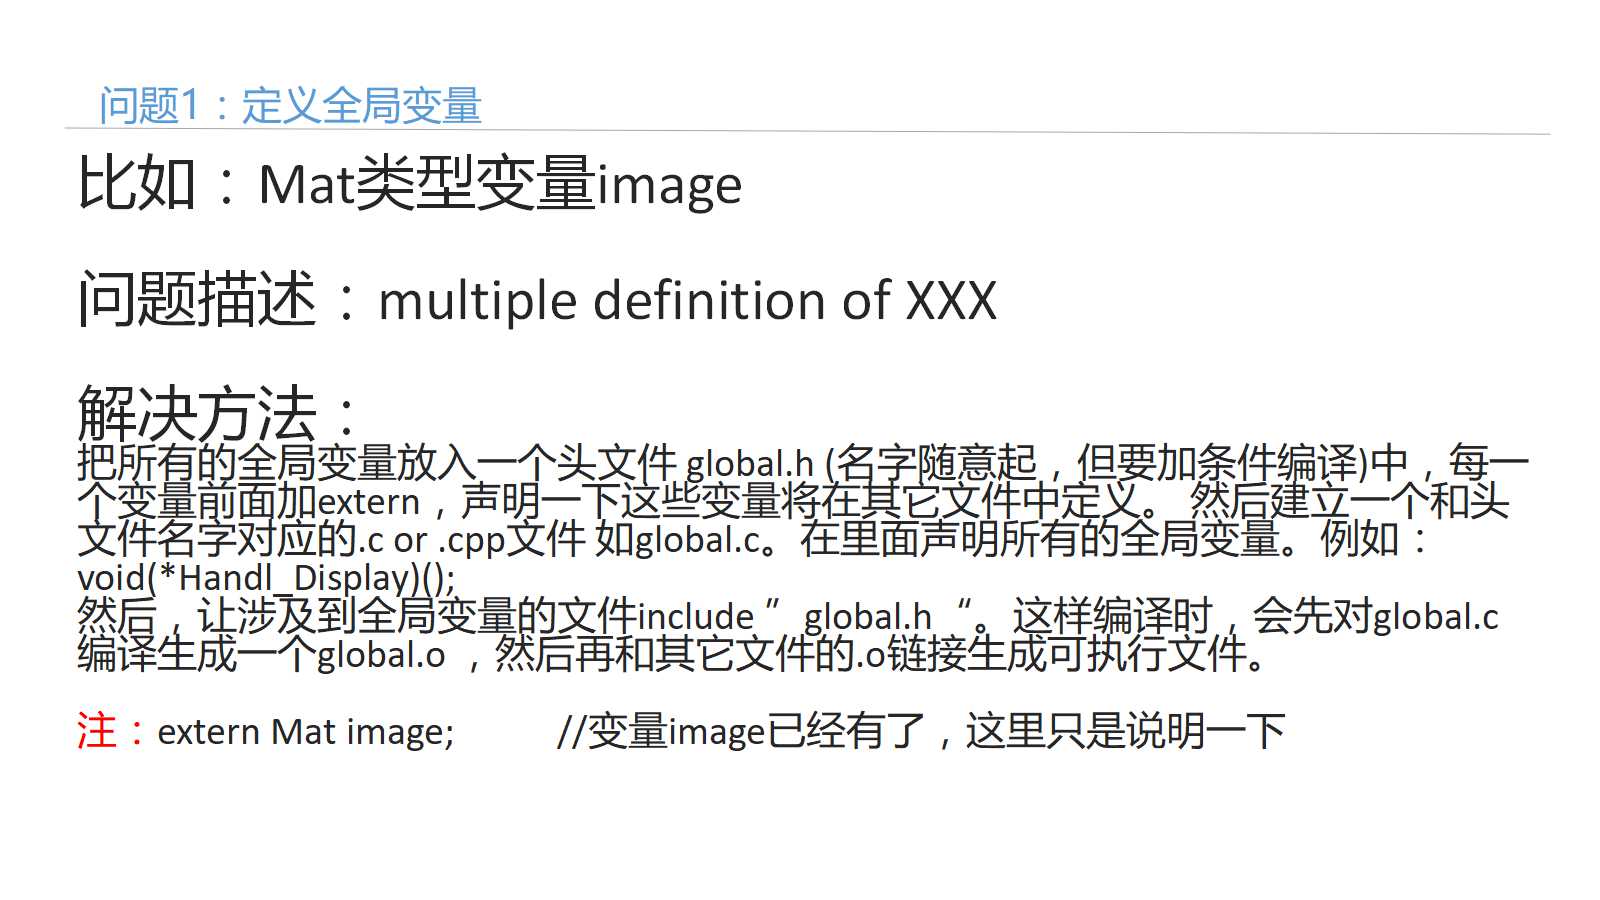 问题1：定义全局变量
比如：Mat类型变量image
问题描述：multiple definition of XXX
解决方法：
把所有的全局变量放入一个头文件 global.h (名字随意起，但要加条件编译)中，每一
个变量前面加extern，声明一下这些变量将在其它文件中定义。 然后建立一个和头
文件名字对应的.c or .cpp文件 如global.c。在里面声明所有的全局变量。例如：
void(*Handl_Display)();
然后，让涉及到全局变量的文件include ” global.h “。这样编译时，会先对global.c
编译生成一个global.o ，然后再和其它文件的.o链接生成可执行文件。
注：extern Mat image; //变量image已经有了，这里只是说明一下